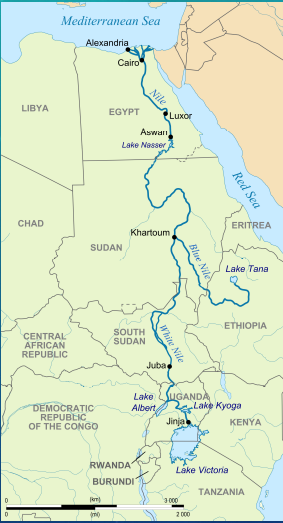 Mediterranean Sea
Alexandria
Cairo
LIBYA
EGYPT
Nile
Luxor
Aswan
Lake Nasser
Red Sea
CHAD
SUDAN
Khartoum
ERITREA
Blue Nile
Lake Tana
ETHIOPIA
CENTRAL
AFRICAN
REPUBLIC
SOUTH
SUDAN
White Nile
Juba
Lake
Albert
UGANDA
Lake Kyoga
DEMOCRATIC
REPUBLIC
OF THE CONGO
Jinja
KENYA
RWANDA
BURUNDI
Lake Victoria
TANZANIA
0 (km) 3 000
0 (mi) 2 000